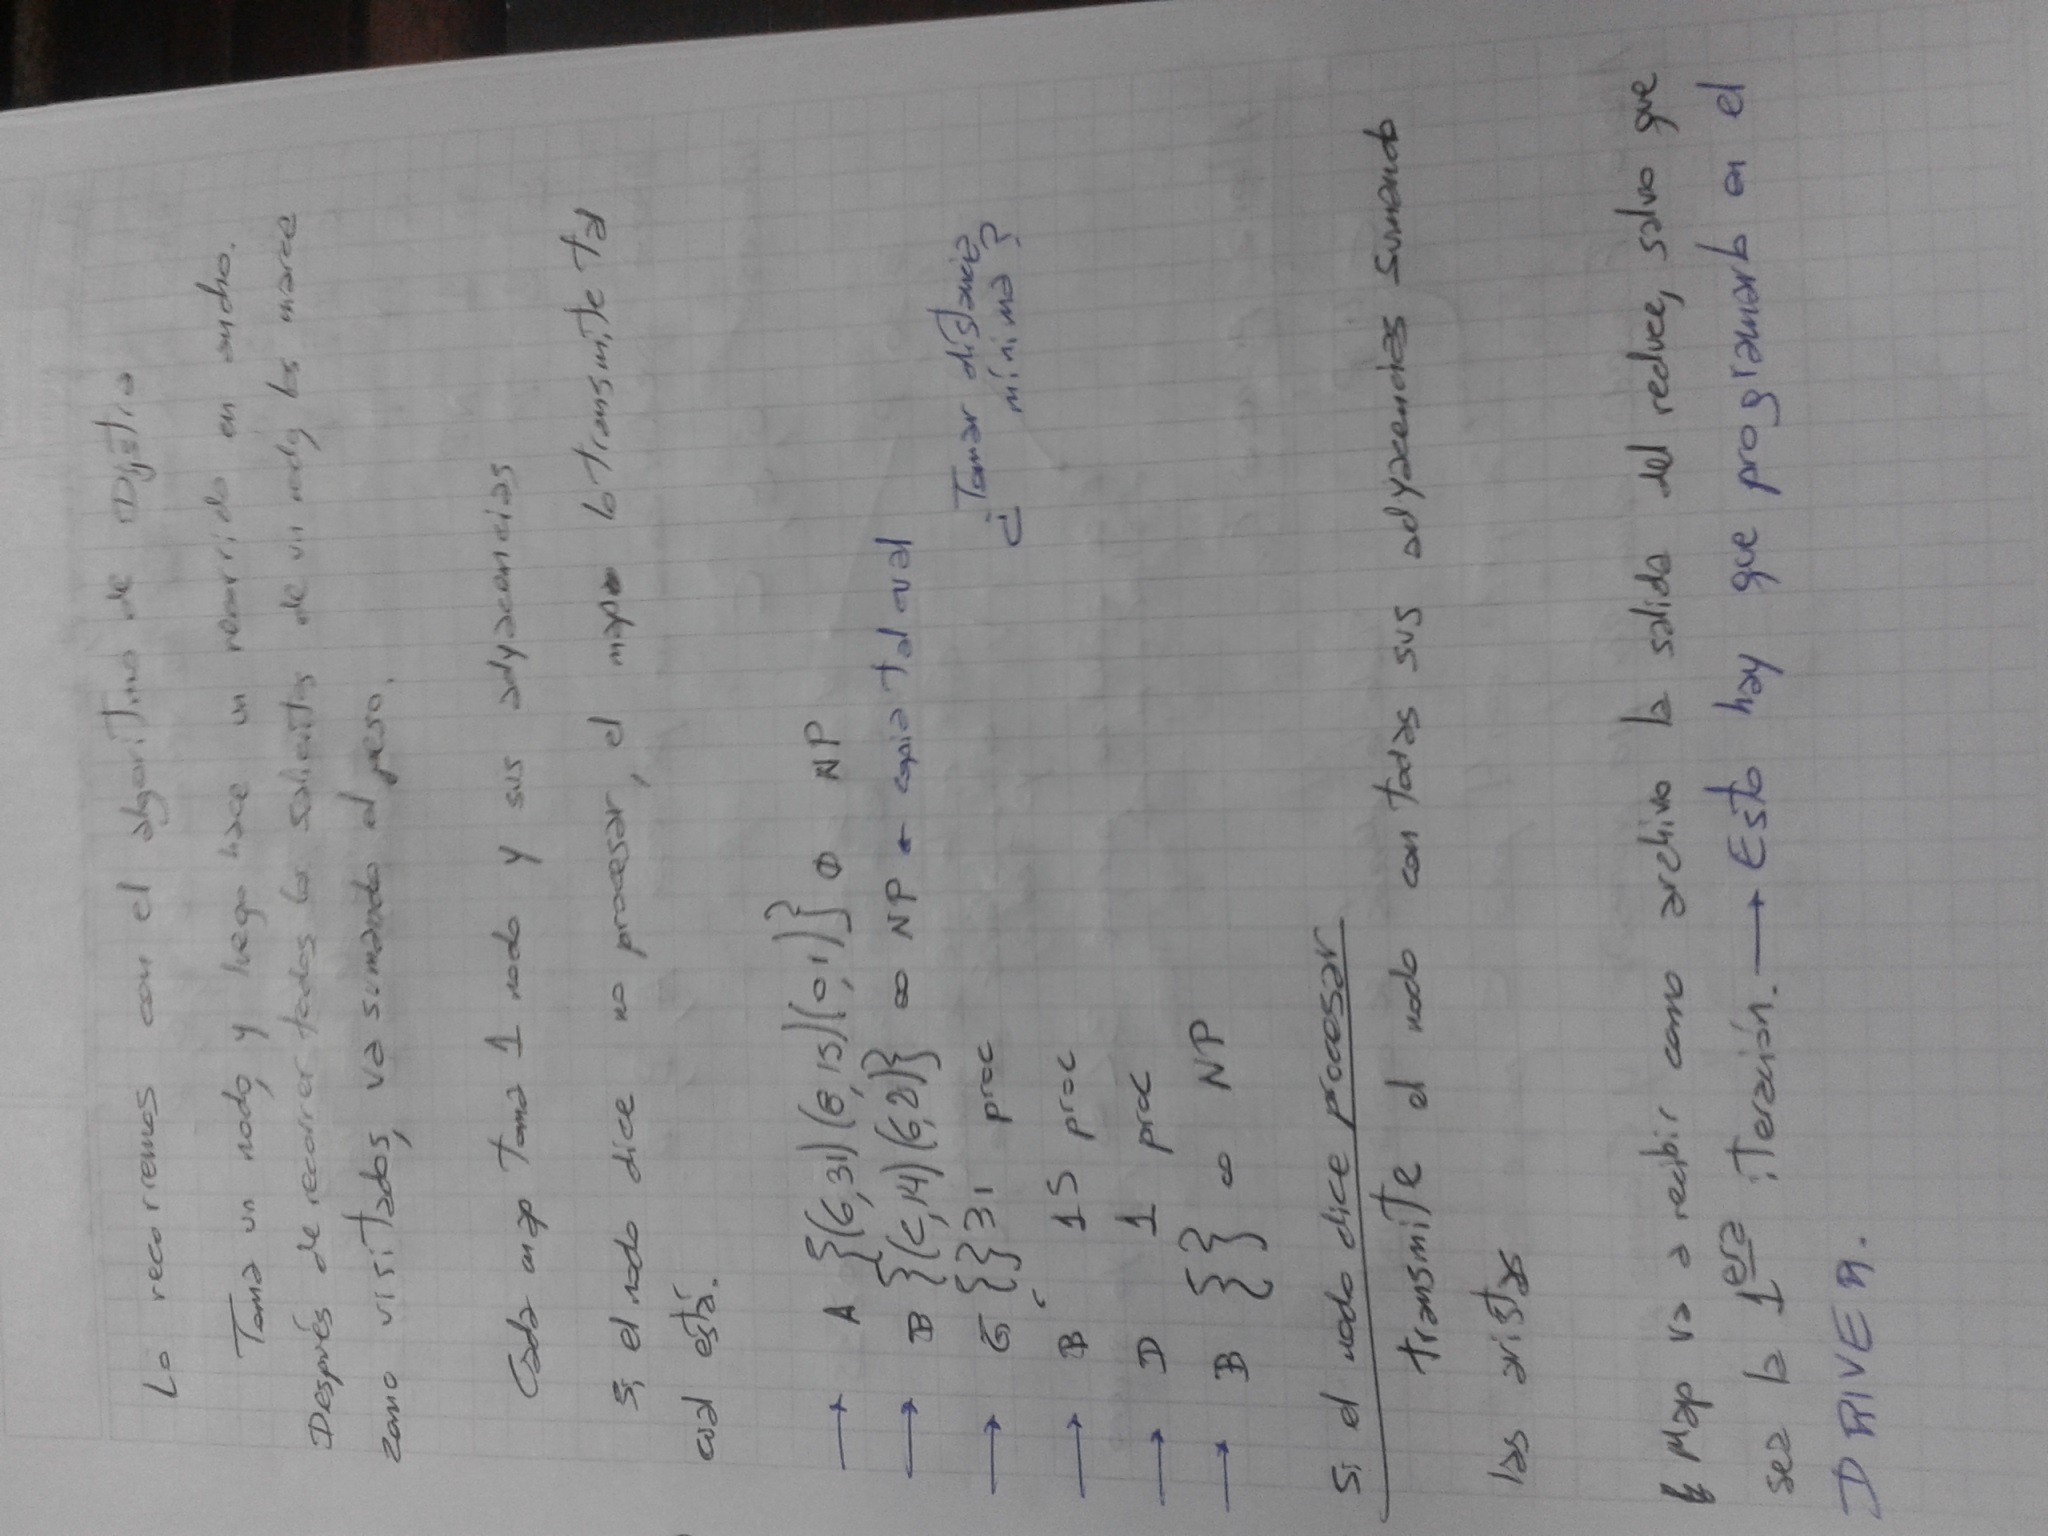 Lo recorremos con el algoritmo de Dijstra
Toma un nodo, y luego hace un recorrido en ancho.
Después de recorrer todos los salientes de un nodo, los marca
como visitados, va sumando el peso.
Cada map toma 1 nodo y sus adyacencias
Si el nodo dice no procesar, el map lo transmite tal
cual está.
→ A {(G,31)(B,15)(D,1)} 0 NP
→ B {(C,14)(G,2)} ∞ NP ← copia tal cual
→ G {} 31 proc
¿Tomar distancia
mínima?
→ B 15 proc
→ D 1 proc
→ B {} ∞ NP
Si el nodo dice procesar
transmite el nodo con todas sus adyacencias sumando
las aristas
Map va a recibir como archivo la salida del reduce, salvo que
sea la 1era iteración. → Esto hay que programarlo en el
DRIVER.